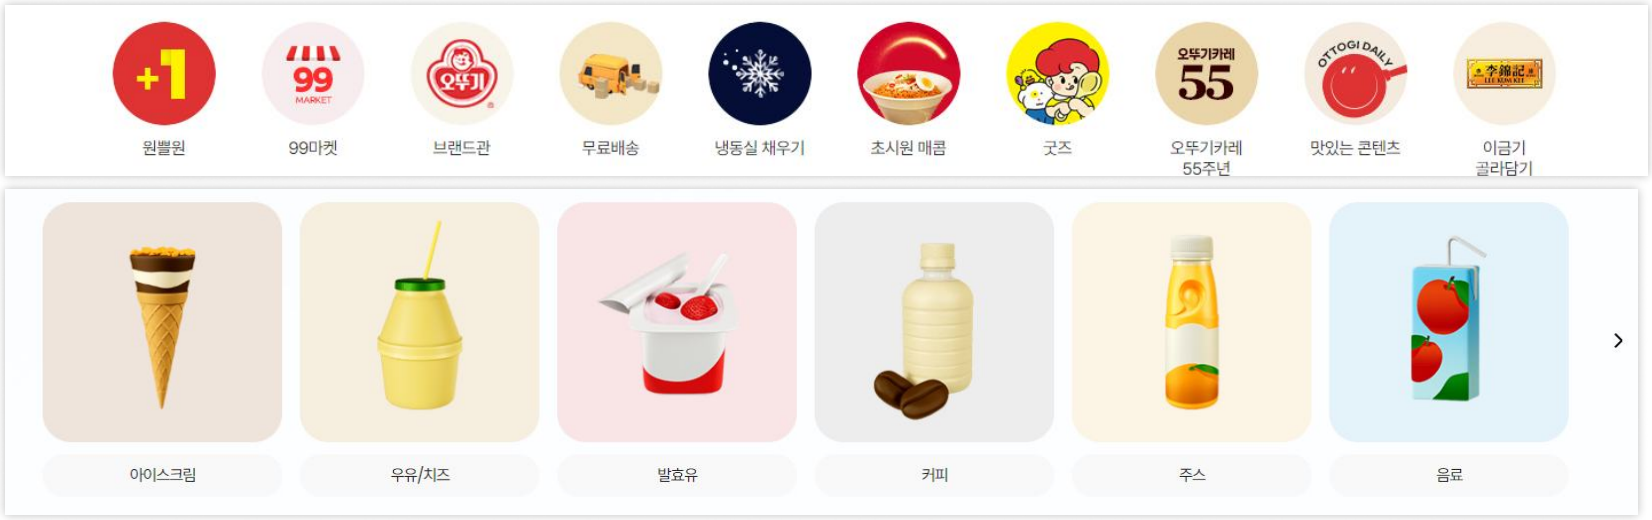 +1
99
MARKET
오뚜기
오뚜기카레
55
OTTOGI DAILY
李錦記
LEE KUM KEE
원쁠원
99마켓
브랜드관
무료배송
냉동실 채우기
초시원 매콤
굿즈
오뚜기카레
55주년
맛있는 콘텐츠
이금기
골라담기
아이스크림
우유/치즈
발효유
커피
주스
음료